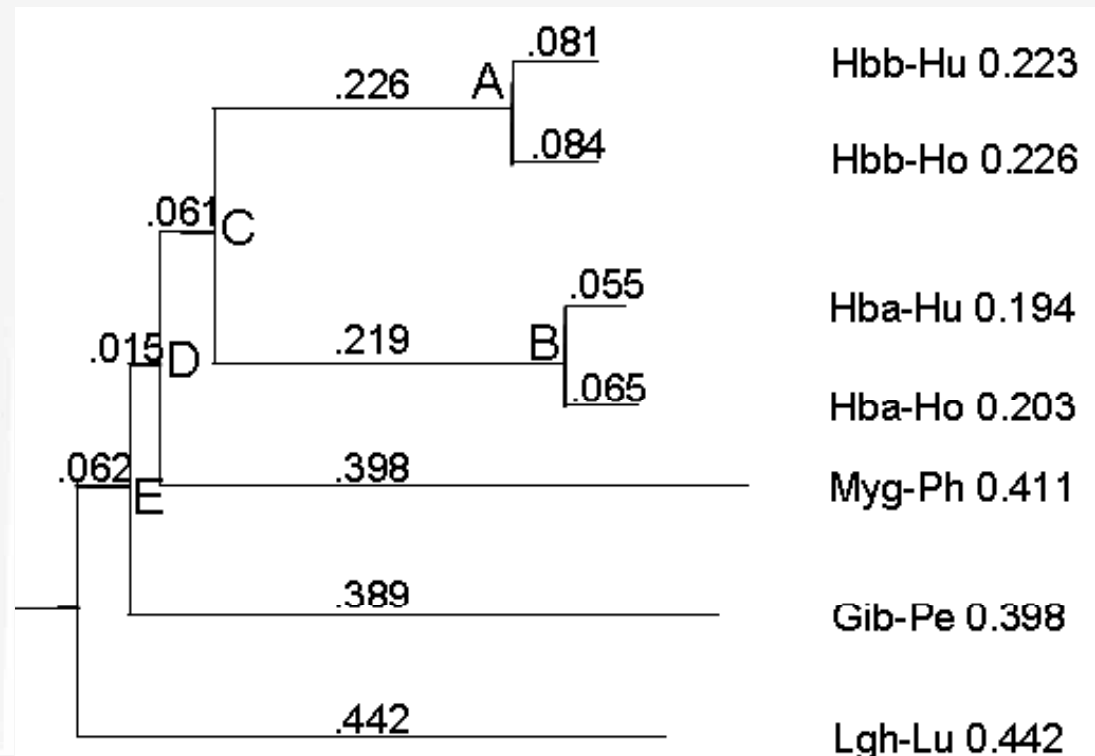 .081
Hbb-Hu 0.223
.226
A
.084
Hbb-Ho 0.226
.061
C
.055
Hba-Hu 0.194
.219
B
.015
D
.065
Hba-Ho 0.203
.062
E
.398
Myg-Ph 0.411
.389
Gib-Pe 0.398
.442
Lgh-Lu 0.442